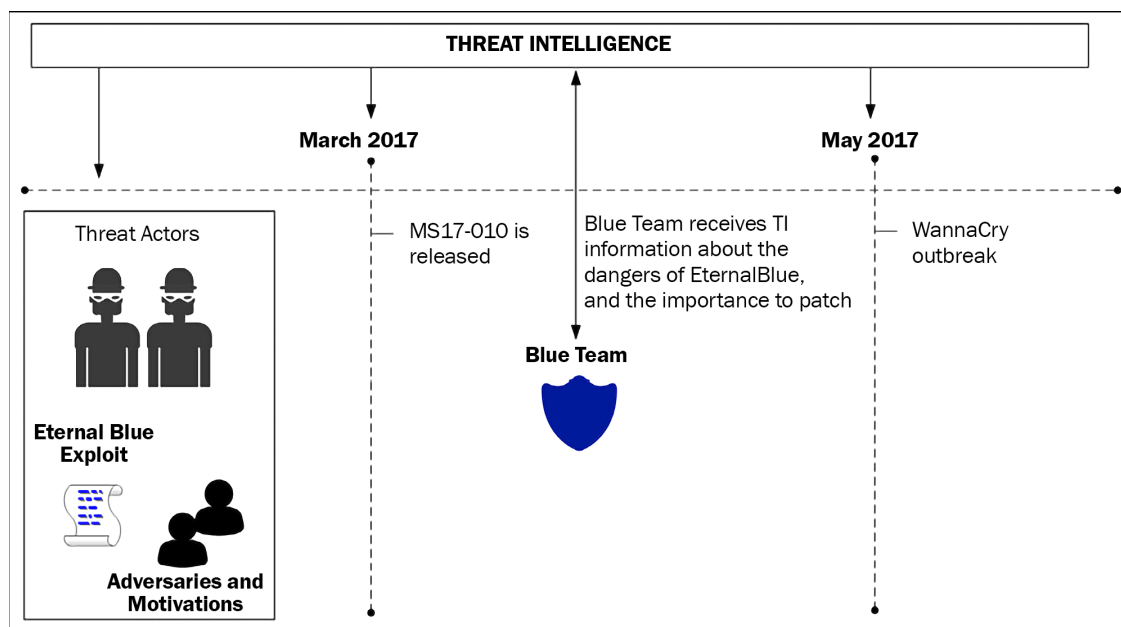 THREAT INTELLIGENCE
March 2017
May 2017
Threat Actors
MS17-010 is
released
Blue Team receives TI
information about the
dangers of EternalBlue,
and the importance to patch
WannaCry
outbreak
Blue Team
Eternal Blue
Exploit
Adversaries and
Motivations